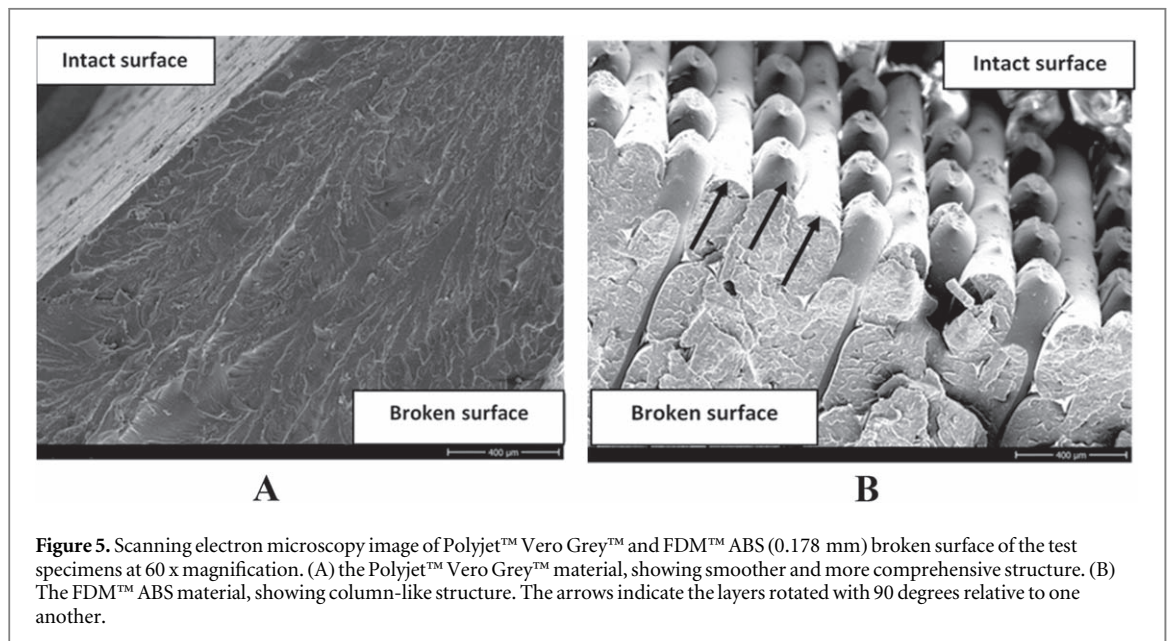 Intact surface
Broken surface
400 µm
A
Intact surface
Broken surface
400 µm
B
Figure 5. Scanning electron microscopy image of Polyjet™ Vero Grey™ and FDM™ ABS (0.178 mm) broken surface of the test
specimens at 60 x magnification. (A) the Polyjet™ Vero Grey™ material, showing smoother and more comprehensive structure. (B)
The FDM™ ABS material, showing column-like structure. The arrows indicate the layers rotated with 90 degrees relative to one
another.